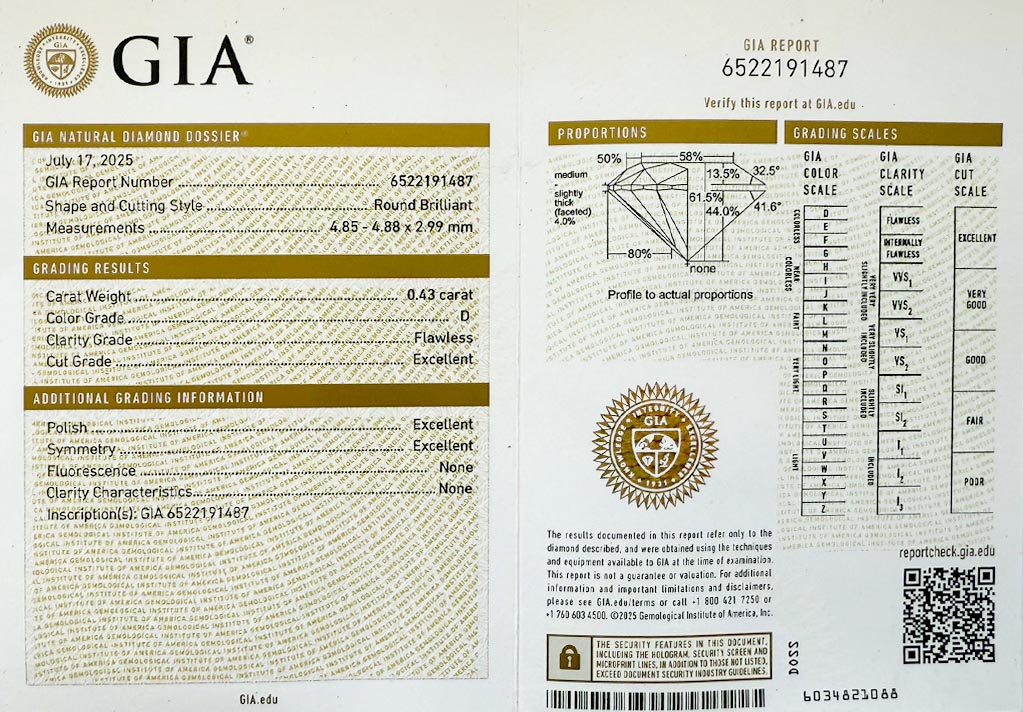 GIA®
GIA NATURAL DIAMOND DOSSIER®
July 17, 2025
GIA Report Number 6522191487
Shape and Cutting Style Round Brilliant
Measurements 4.85 - 4.88 x 2.99 mm
GRADING RESULTS
Carat Weight 0.43 carat
Color Grade D
Clarity Grade Flawless
Cut Grade Excellent
ADDITIONAL GRADING INFORMATION
Polish Excellent
Symmetry Excellent
Fluorescence None
Clarity Characteristics None
Inscription(s): GIA 6522191487
GIA.edu
GIA REPORT
6522191487
Verify this report at GIA.edu
PROPORTIONS
50%
58%
medium
-
slightly
thick
(faceted)
4.0%
13.5%
32.5°
61.5%
44.0%
41.6°
80%
none
Profile to actual proportions
GIA
The results documented in this report refer only to the
diamond described, and were obtained using the techniques
and equipment available to GIA at the time of examination.
This report is not a guarantee or valuation. For additional
information and important limitations and disclaimers,
please see GIA.edu/terms or call +1 800 421 7250 or
+1 760 603 4500. ©2025 Gemological Institute of America, Inc.
THE SECURITY FEATURES IN THIS DOCUMENT,
INCLUDING THE HOLOGRAM, SECURITY SCREEN AND
MICROPRINT LINES, IN ADDITION TO THOSE NOT LISTED,
EXCEED DOCUMENT SECURITY INDUSTRY GUIDELINES.
GRADING SCALES
GIA
COLOR
SCALE
COLORLESS
D
E
F
NEAR COLORLESS
G
H
I
J
FAINT
K
L
M
VERY LIGHT
N
O
P
Q
R
LIGHT
S
T
U
V
W
X
Y
Z
GIA
CLARITY
SCALE
FLAWLESS
INTERNALLY
FLAWLESS
VERY VERY
SLIGHTLY INCLUDED
VVS1
VVS2
VERY SLIGHTLY
INCLUDED
VS1
VS2
SLIGHTLY
INCLUDED
SI1
SI2
INCLUDED
I1
I2
I3
GIA
CUT
SCALE
EXCELLENT
VERY
GOOD
GOOD
FAIR
POOR
reportcheck.gia.edu
DO022
6034821088